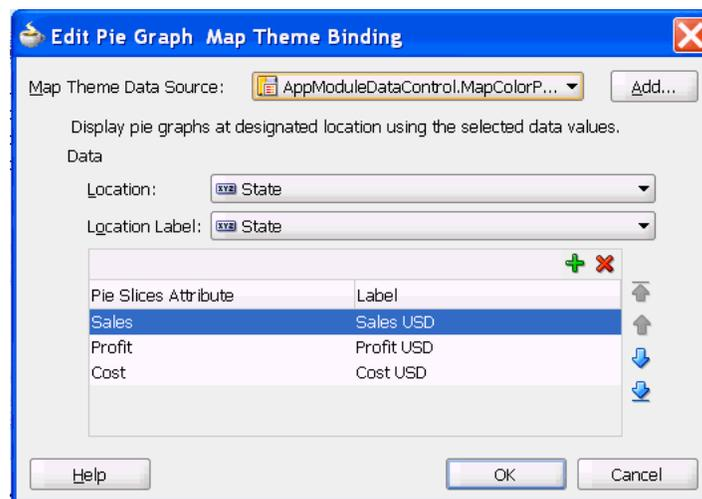 Edit Pie Graph Map Theme Binding
Map Theme Data Source: AppModuleDataControl.MapColorP... Add...
Display pie graphs at designated location using the selected data values.
Data
Location: XYZ State
Location Label: XYZ State
Pie Slices Attribute Label
Sales Sales USD
Profit Profit USD
Cost Cost USD
Help OK Cancel